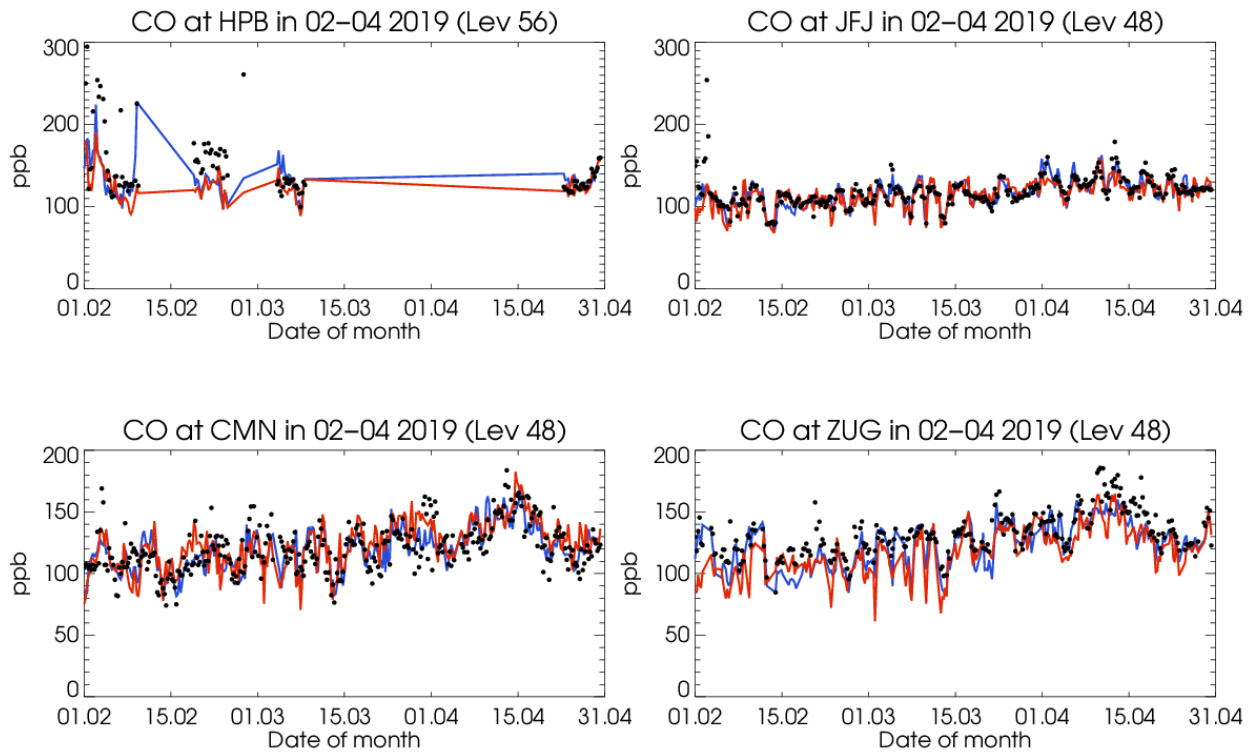 CO at HPB in 02–04 2019 (Lev 56)
300
200
100
0
ppb
01.02 15.02 01.03 15.03 01.04 15.04 31.04
Date of month
CO at JFJ in 02–04 2019 (Lev 48)
300
200
100
0
ppb
01.02 15.02 01.03 15.03 01.04 15.04 31.04
Date of month
CO at CMN in 02–04 2019 (Lev 48)
200
150
100
50
0
ppb
01.02 15.02 01.03 15.03 01.04 15.04 31.04
Date of month
CO at ZUG in 02–04 2019 (Lev 48)
200
150
100
50
0
ppb
01.02 15.02 01.03 15.03 01.04 15.04 31.04
Date of month